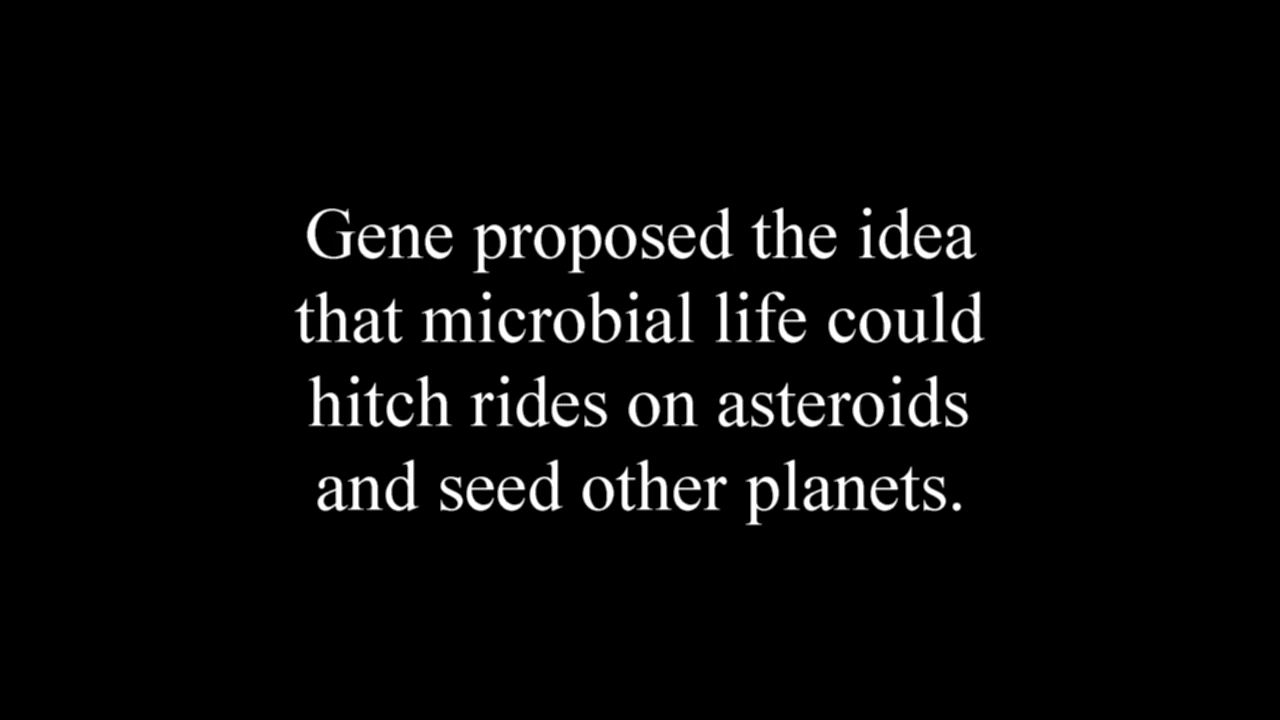 Gene proposed the idea
that microbial life could
hitch rides on asteroids
and seed other planets.